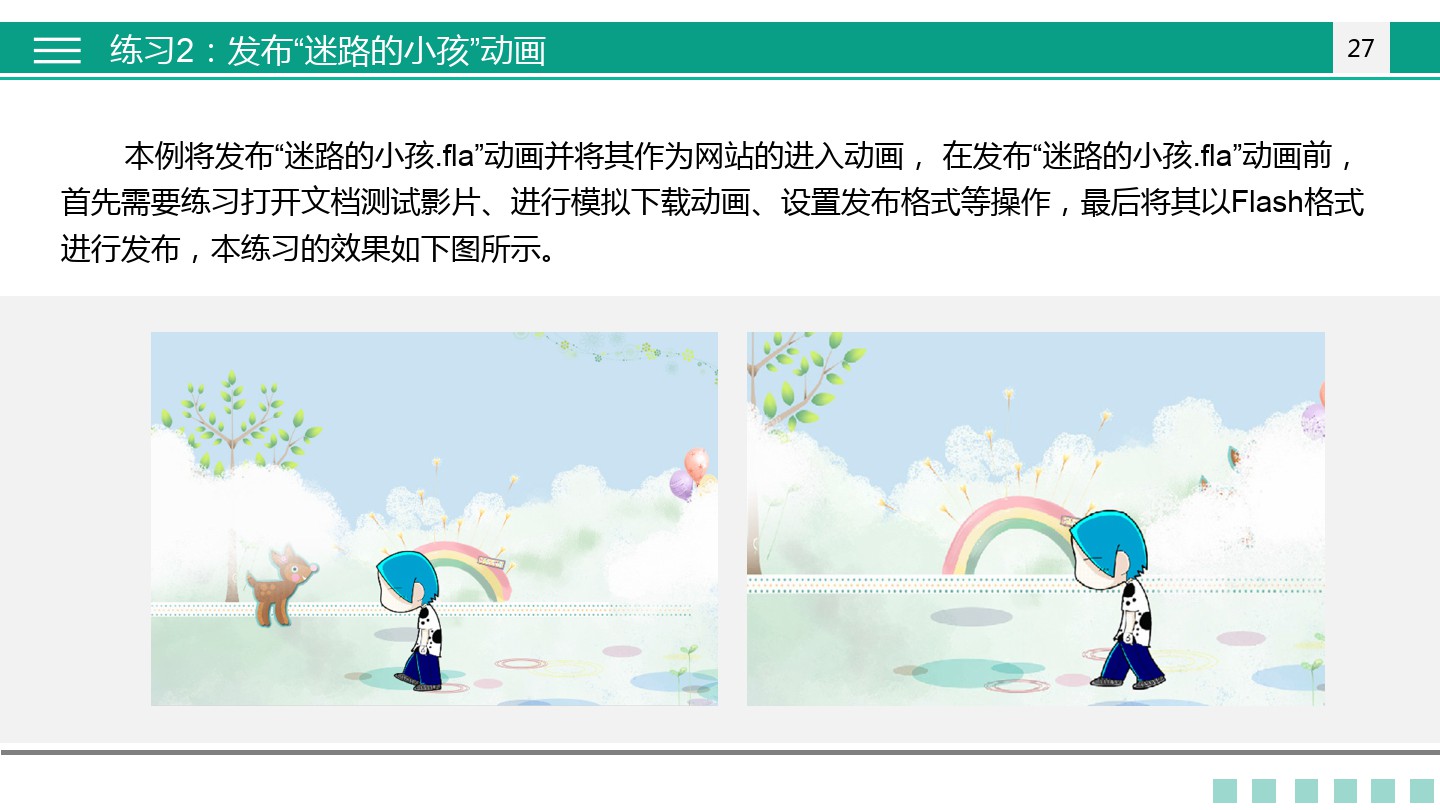 练习2：发布“迷路的小孩”动画
27
本例将发布“迷路的小孩.fla”动画并将其作为网站的进入动画， 在发布“迷路的小孩.fla”动画前，
首先需要练习打开文档测试影片、进行模拟下载动画、设置发布格式等操作，最后将其以Flash格式
进行发布，本练习的效果如下图所示。